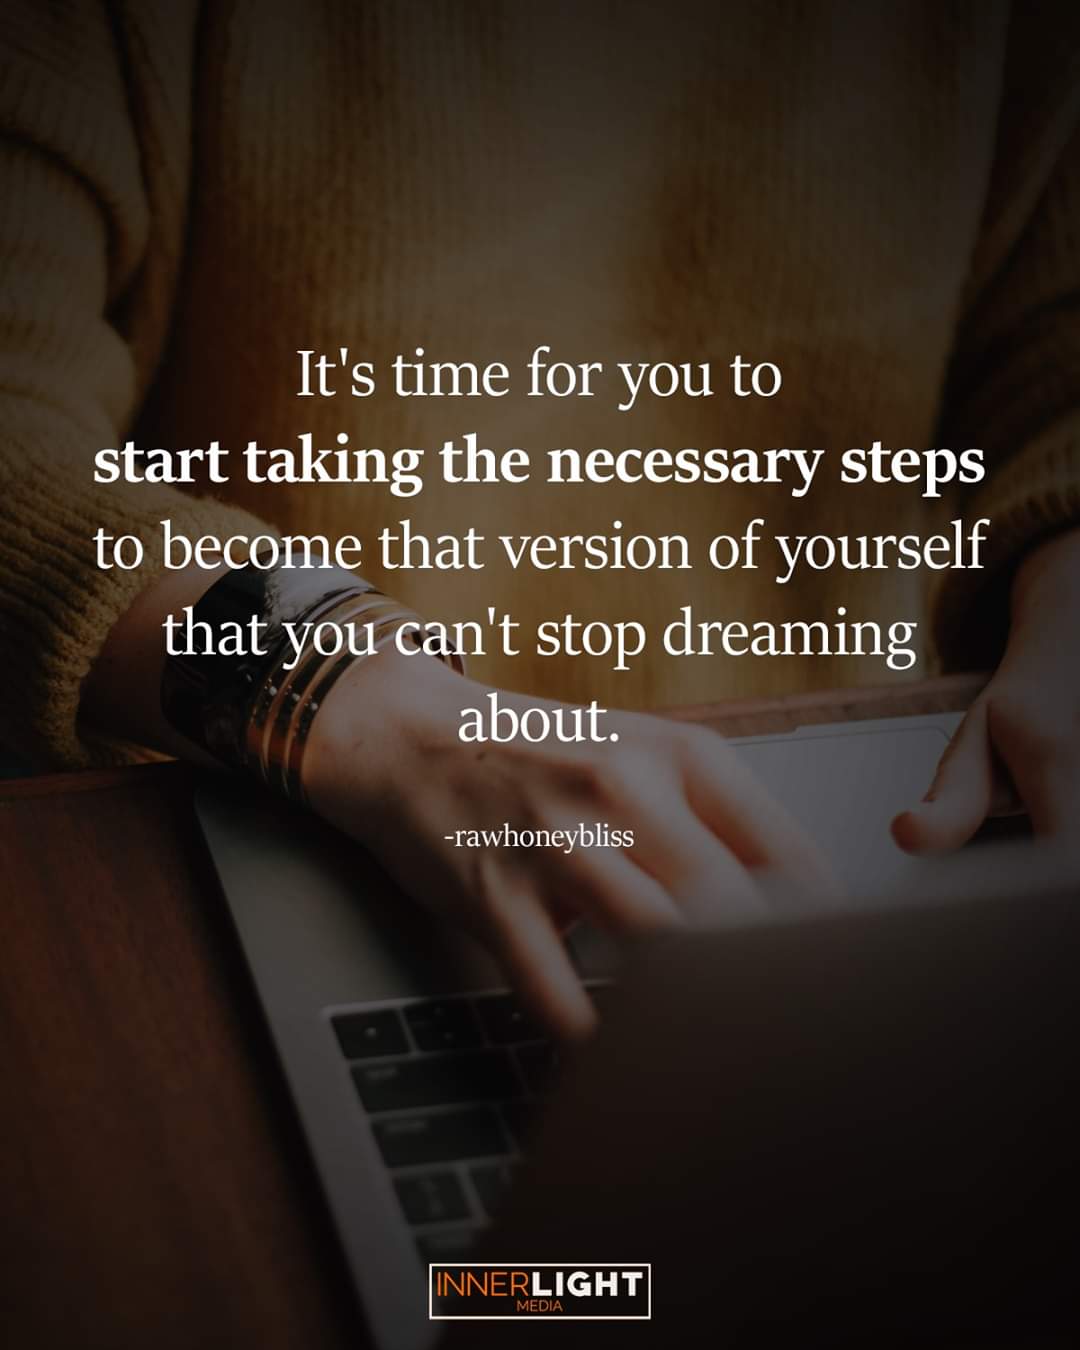 It's time for you to
start taking the necessary steps
to become that version of yourself
that you can't stop dreaming
about.
-rawhoneybliss
INNERLIGHT
MEDIA